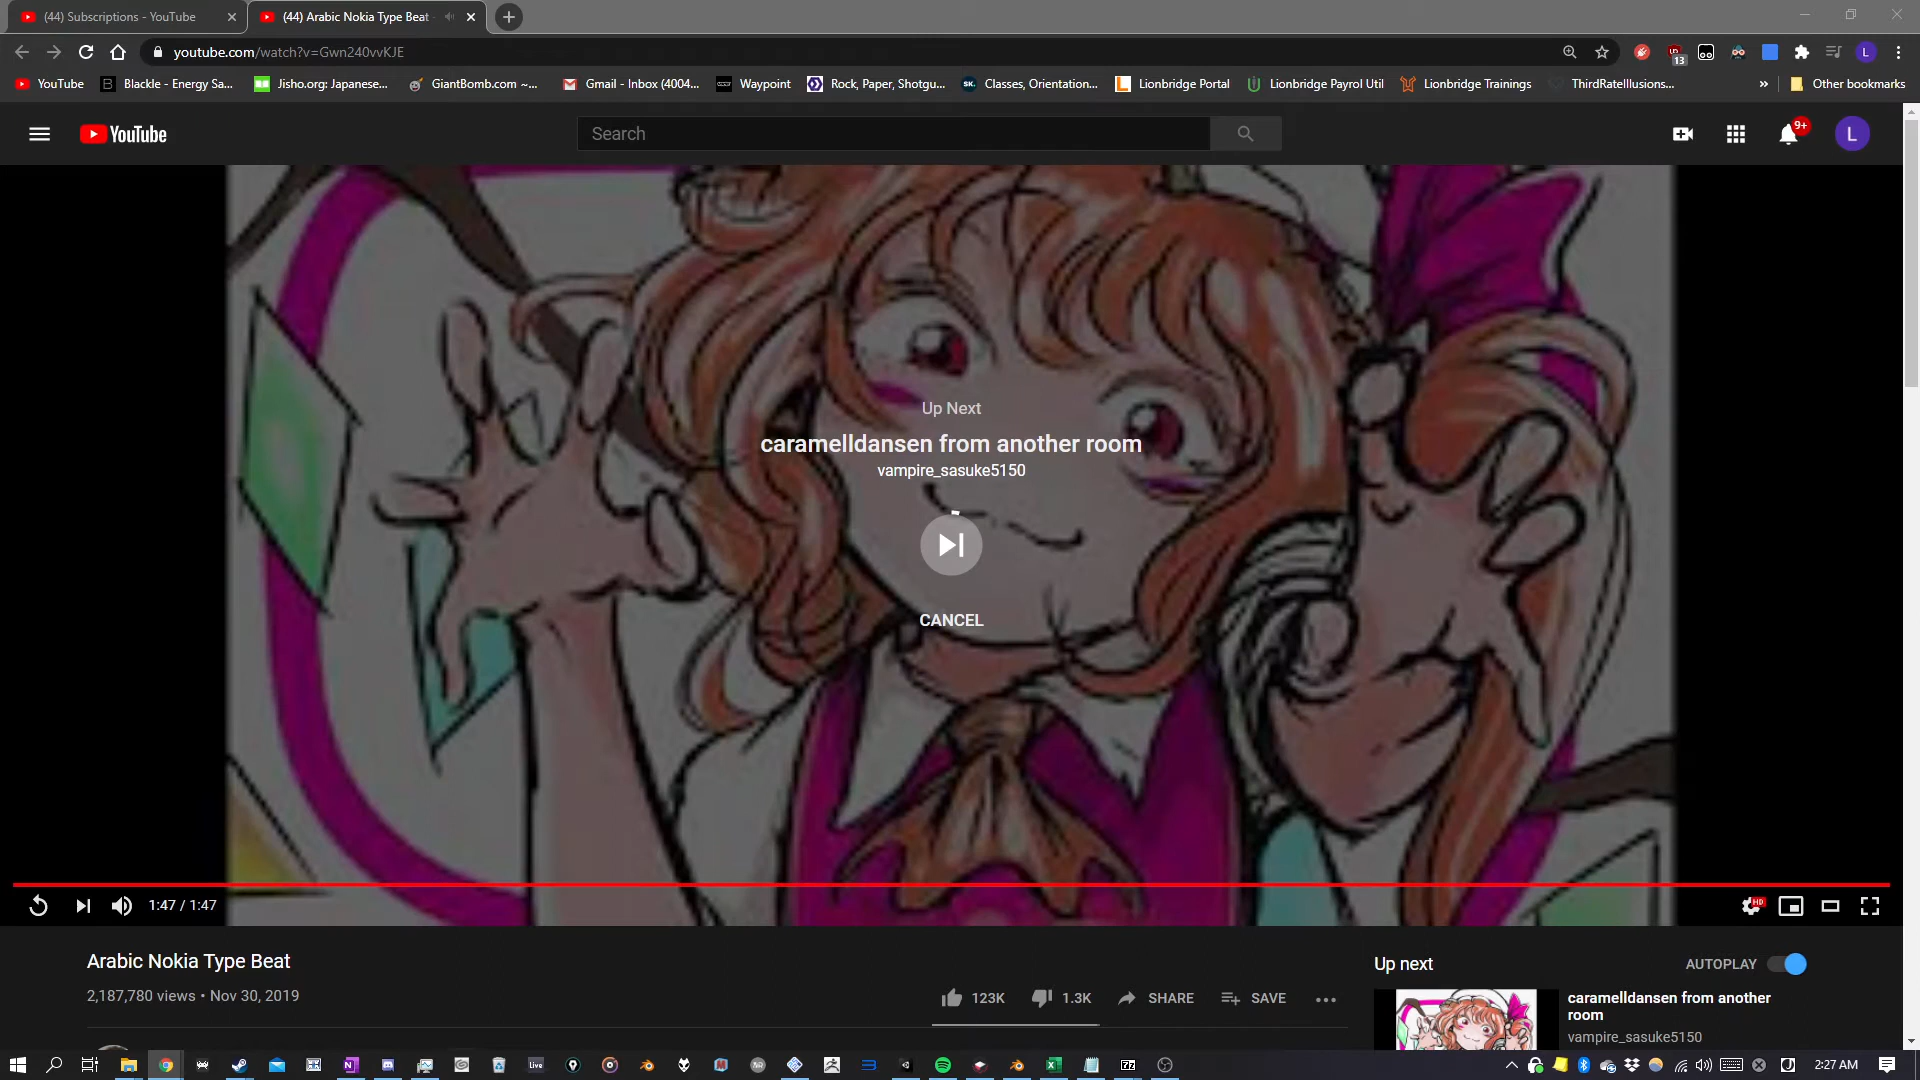 (44) Subscriptions - YouTube
(44) Arabic Nokia Type Beat
youtube.com/watch?v=Gwn240vvKJE
13
L
YouTube
Blackle - Energy Sa...
Jisho.org: Japanese...
GiantBomb.com ~...
Gmail - Inbox (4004...
Waypoint
Rock, Paper, Shotgu...
SK.
Classes, Orientation...
Lionbridge Portal
Lionbridge Payrol Util
Lionbridge Trainings
ThirdRateIllusions...
Other bookmarks
YouTube
Search
9+
L
Up Next
caramelldansen from another room
vampire_sasuke5150
CANCEL
1:47 / 1:47
HD
Arabic Nokia Type Beat
2,187,780 views • Nov 30, 2019
123K
1.3K
SHARE
SAVE
Up next
AUTOPLAY
caramelldansen from another
room
vampire_sasuke5150
live
2:27 AM